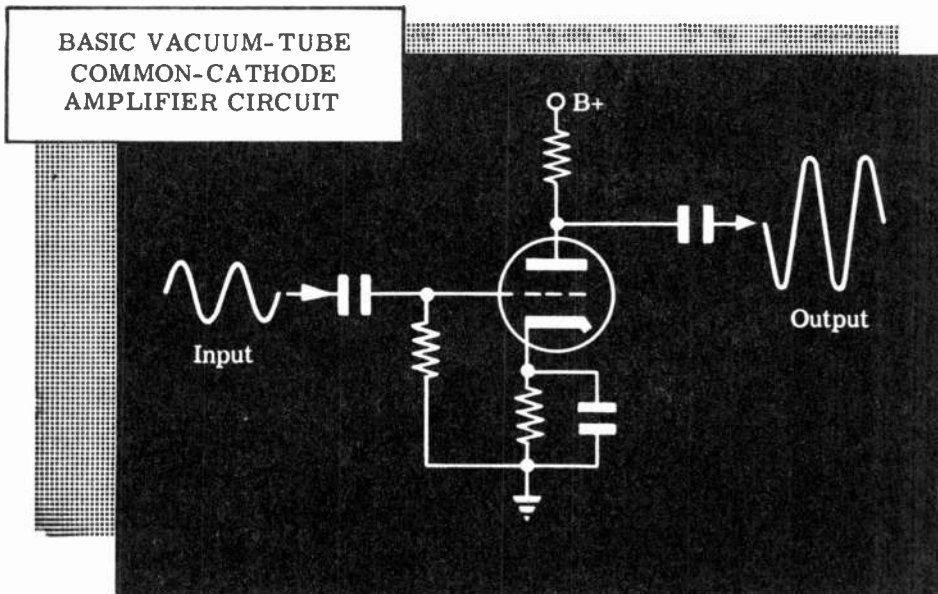 BASIC VACUUM-TUBE
COMMON-CATHODE
AMPLIFIER CIRCUIT
B+
Input
Output